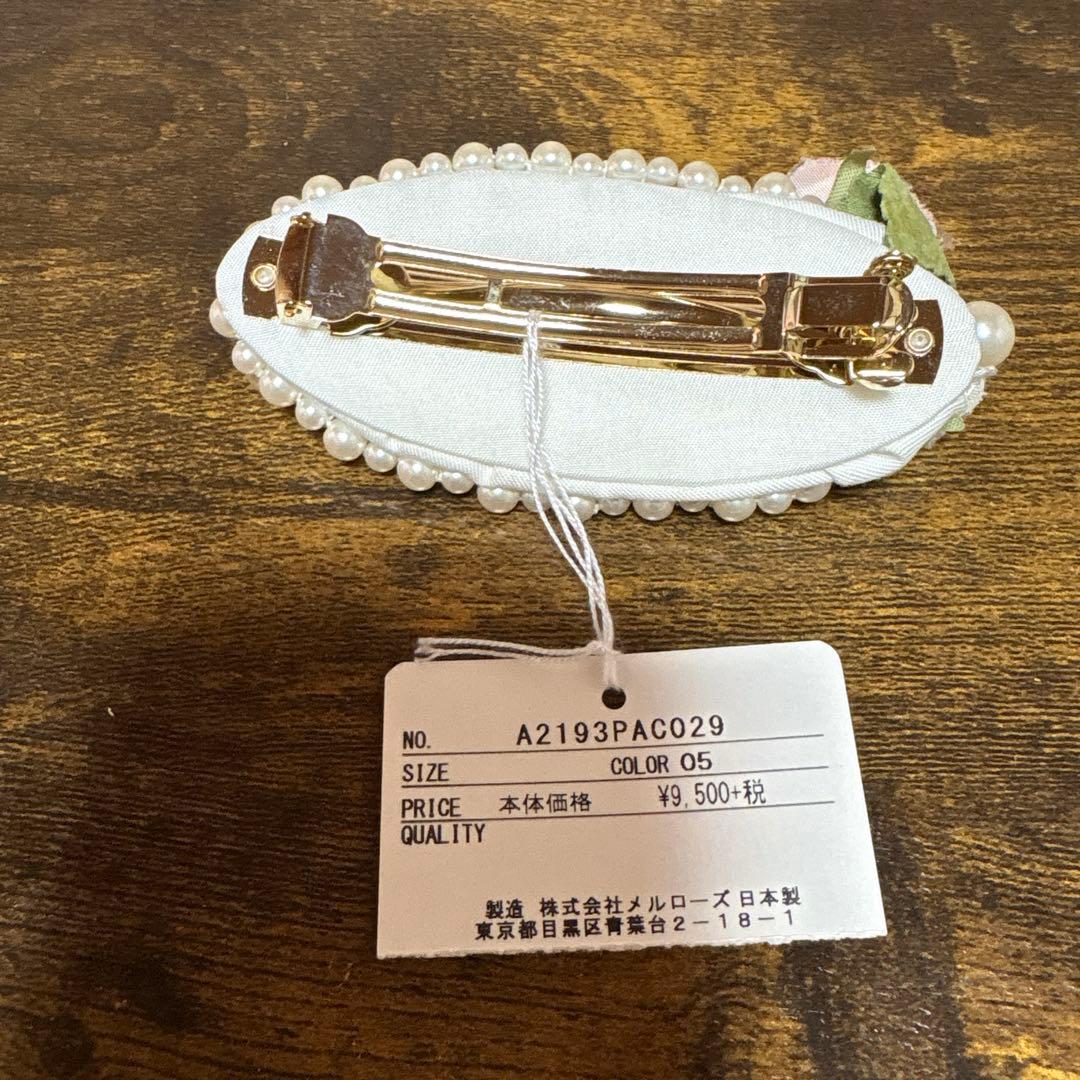 NO. A2193PAC029
SIZE COLOR 05
PRICE 本体価格 ¥9,500+税
QUALITY
製造 株式会社メルローズ 日本製
東京都目黒区青葉台2-18-1